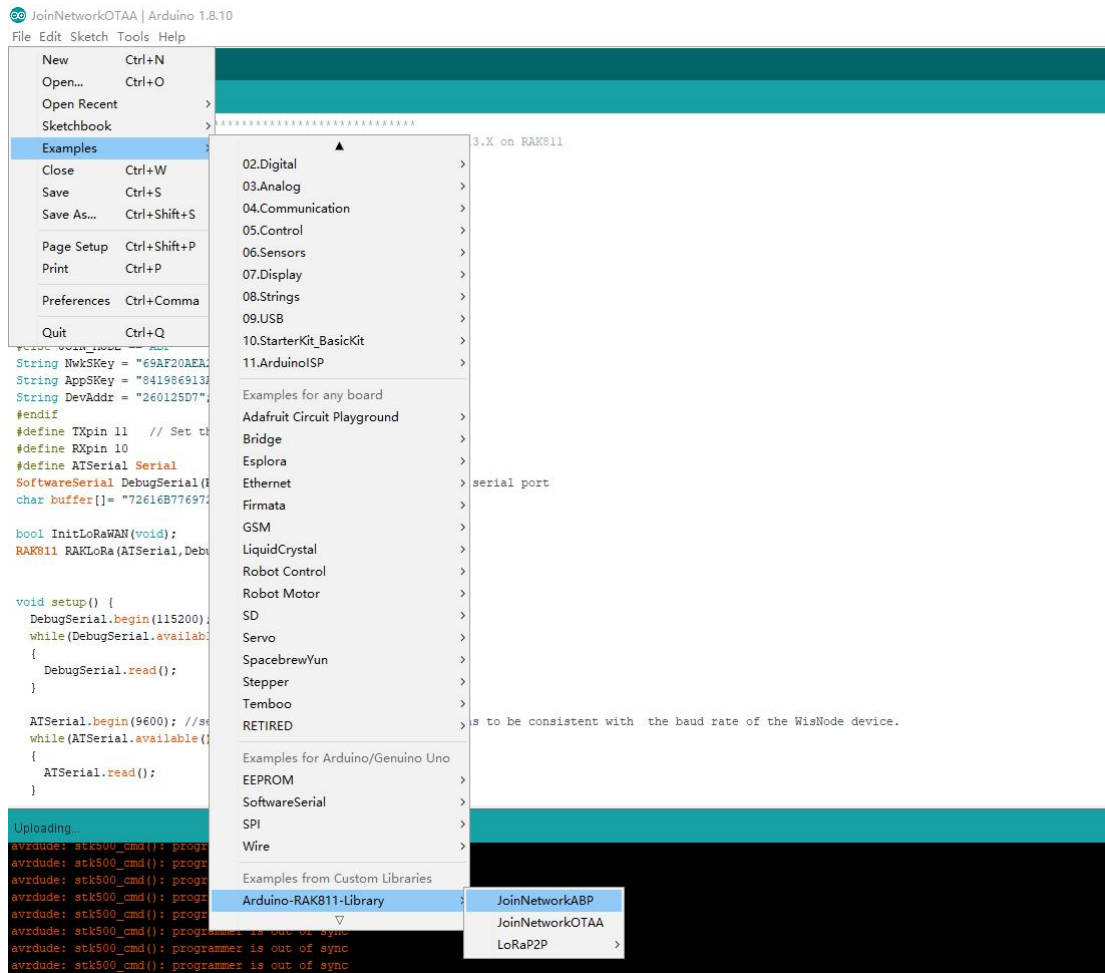 JoinNetworkOTAA | Arduino 1.8.10
File Edit Sketch Tools Help
New Ctrl+N
Open... Ctrl+O
Open Recent
Sketchbook
Examples
Close Ctrl+W
Save Ctrl+S
Save As... Ctrl+Shift+S
Page Setup Ctrl+Shift+P
Print Ctrl+P
Preferences Ctrl+Comma
Quit Ctrl+Q
02.Digital
03.Analog
04.Communication
05.Control
06.Sensors
07.Display
08.Strings
09.USB
10.StarterKit_BasicKit
11.ArduinoISP
Examples for any board
Adafruit Circuit Playground
Bridge
Esplora
Ethernet
Firmata
GSM
LiquidCrystal
Robot Control
Robot Motor
SD
Servo
SpacebrewYun
Stepper
Temboo
RETIRED
Examples for Arduino/Genuino Uno
EEPROM
SoftwareSerial
SPI
Wire
Examples from Custom Libraries
Arduino-RAK811-Library
JoinNetworkABP
JoinNetworkOTAA
LoRaP2P
****************************
3.X on RAK811
String NwkSKey = "69AF20AEA
String AppSKey = "841986913
String DevAddr = "260125D7";
#endif
#define TXpin 11 // Set th
#define RXpin 10
#define ATSerial Serial
SoftwareSerial DebugSerial( serial port
char buffer[]= "72616B77697
bool InitLoRaWAN(void);
RAK811 RAKLoRa(ATSerial,Debu
void setup() {
DebugSerial.begin(115200);
while(DebugSerial.availabl
{
DebugSerial.read();
}
ATSerial.begin(9600); //se s to be consistent with the baud rate of the WisNode device.
while(ATSerial.available(
{
ATSerial.read();
}
Uploading...
avrdude: stk500_cmd(): progr
avrdude: stk500_cmd(): progr
avrdude: stk500_cmd(): progr
avrdude: stk500_cmd(): progr
avrdude: stk500_cmd(): progr
avrdude: stk500_cmd(): programmer is out of sync
avrdude: stk500_cmd(): programmer is out of sync
avrdude: stk500_cmd(): programmer is out of sync